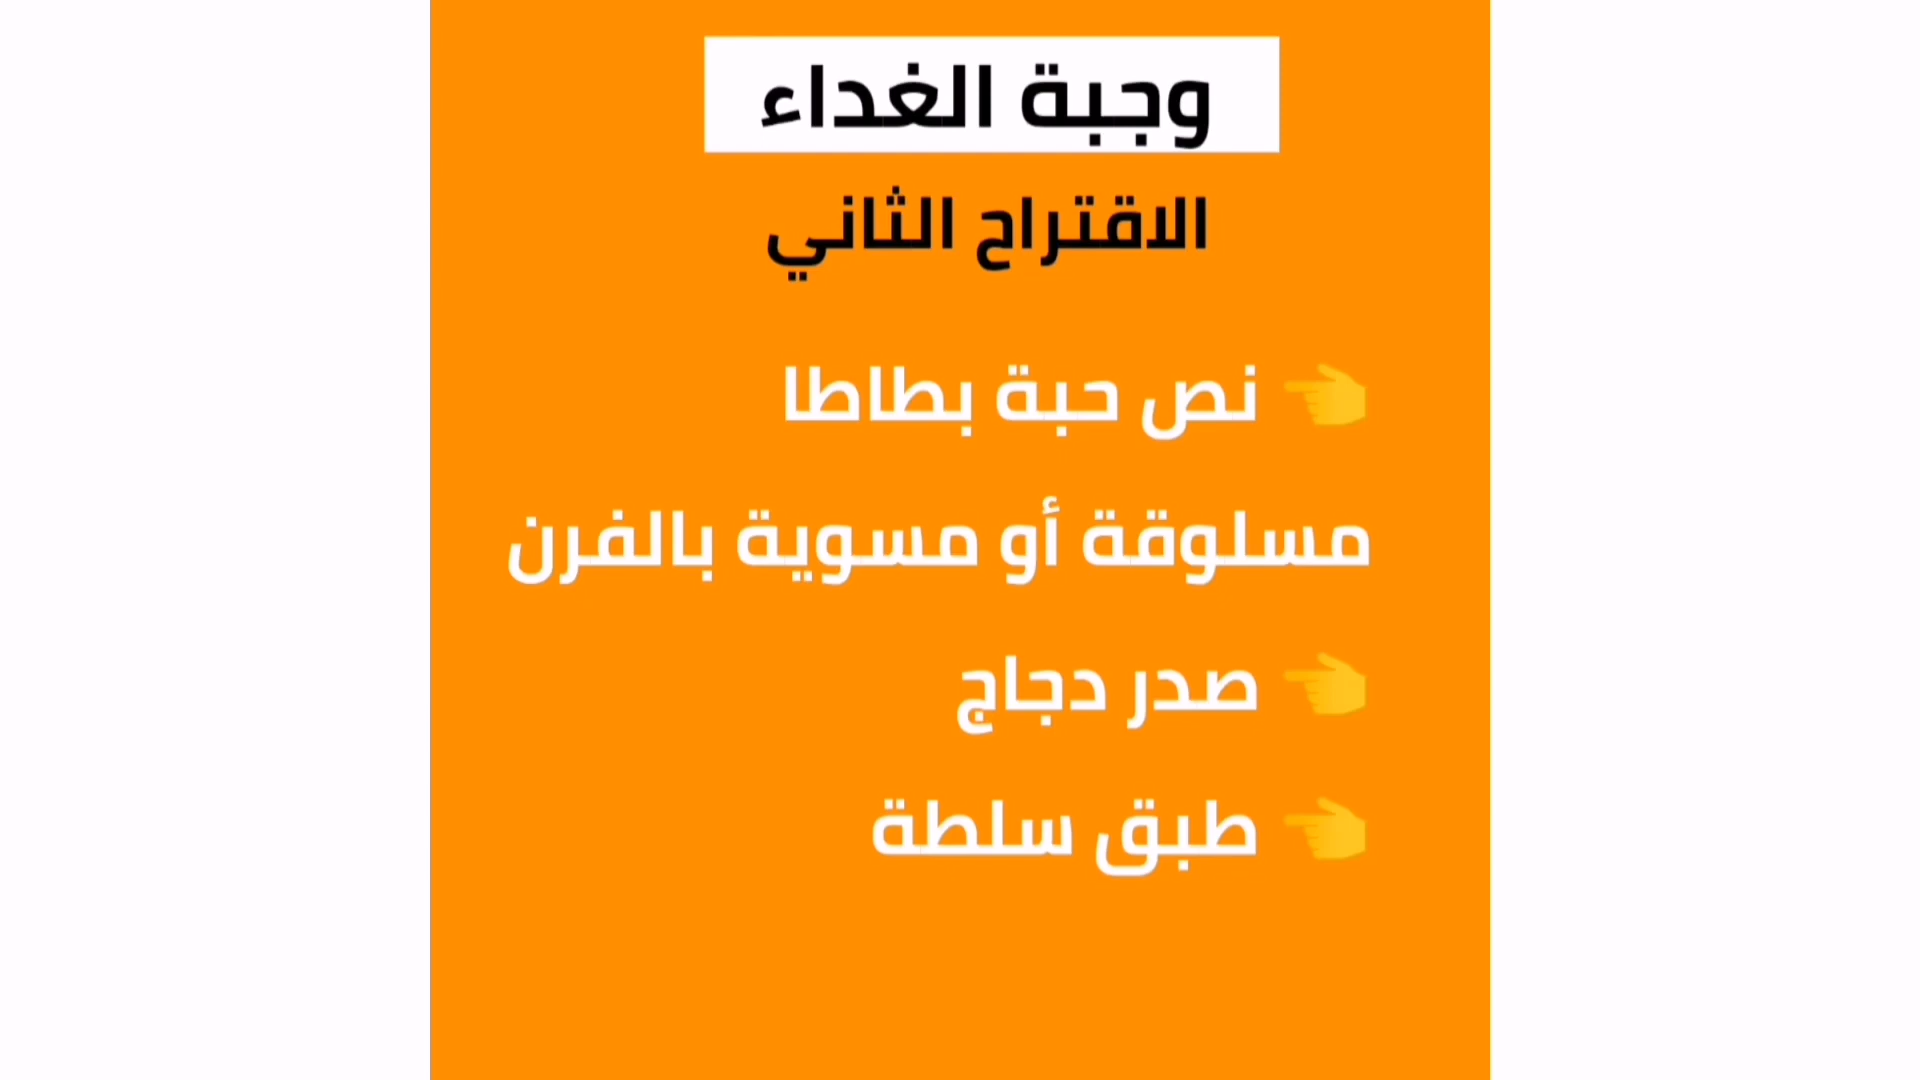 وجبة الغداء
الاقتراح الثاني
👈 نص حبة بطاطا
مسلوقة أو مسوية بالفرن
👈 صدر دجاج
👈 طبق سلطة